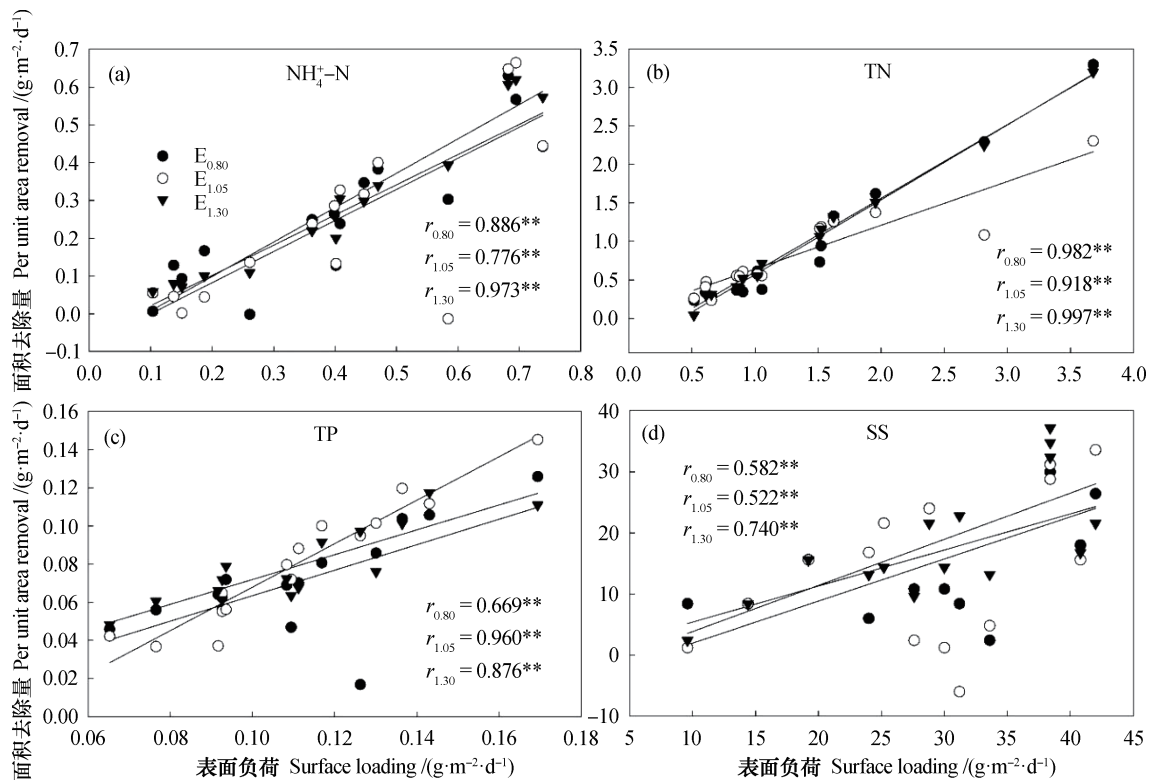 面积去除量 Per unit area removal /(g·m⁻²·d⁻¹)
(a)
NH₄⁺–N
E₀.₈₀
E₁.₀₅
E₁.₃₀
r₀.₈₀ = 0.886**
r₁.₀₅ = 0.776**
r₁.₃₀ = 0.973**
0.7
0.6
0.5
0.4
0.3
0.2
0.1
0.0
−0.1
0.0 0.1 0.2 0.3 0.4 0.5 0.6 0.7 0.8
(b)
TN
r₀.₈₀ = 0.982**
r₁.₀₅ = 0.918**
r₁.₃₀ = 0.997**
3.5
3.0
2.5
2.0
1.5
1.0
0.5
0.0
0.0 0.5 1.0 1.5 2.0 2.5 3.0 3.5 4.0
面积去除量 Per unit area removal /(g·m⁻²·d⁻¹)
(c)
TP
r₀.₈₀ = 0.669**
r₁.₀₅ = 0.960**
r₁.₃₀ = 0.876**
0.16
0.14
0.12
0.10
0.08
0.06
0.04
0.02
0.00
0.06 0.08 0.10 0.12 0.14 0.16 0.18
表面负荷 Surface loading /(g·m⁻²·d⁻¹)
(d)
SS
r₀.₈₀ = 0.582**
r₁.₀₅ = 0.522**
r₁.₃₀ = 0.740**
40
30
20
10
0
−10
5 10 15 20 25 30 35 40 45
表面负荷 Surface loading /(g·m⁻²·d⁻¹)